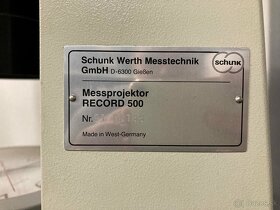 Schunk Werth Messtechnik
GmbH D-6300 Gießen
schunk
Messprojektor
RECORD 500
Nr.
Made in West-Germany